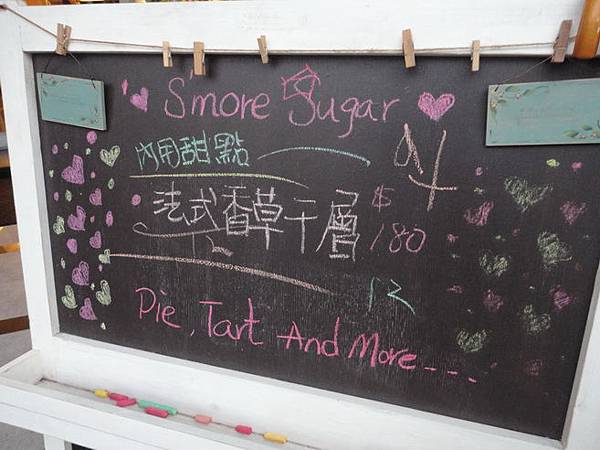 S'more Sugar
內用甜點
法式香草千層 $180
Pie, Tart And More---